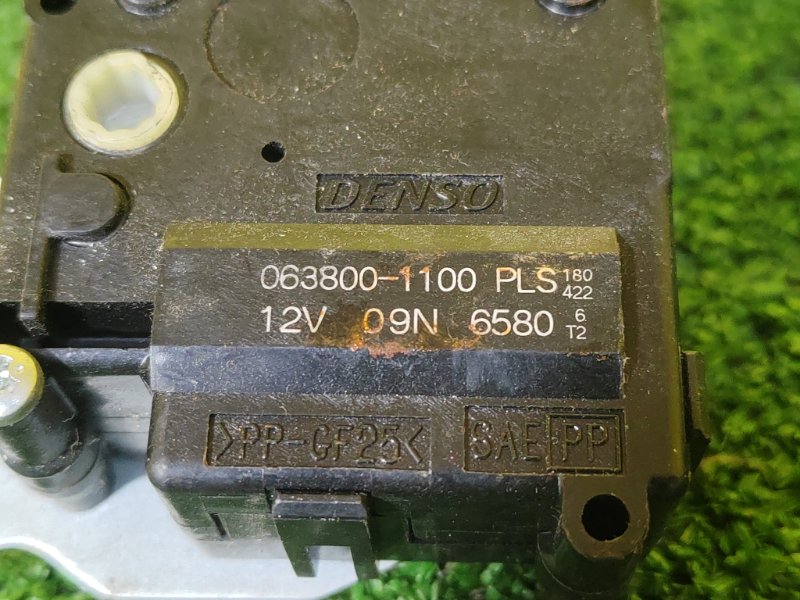 DENSO
063800-1100 PLS 180 422
12V 09N 6580 6 T2
>PP-GF25< SAE PP